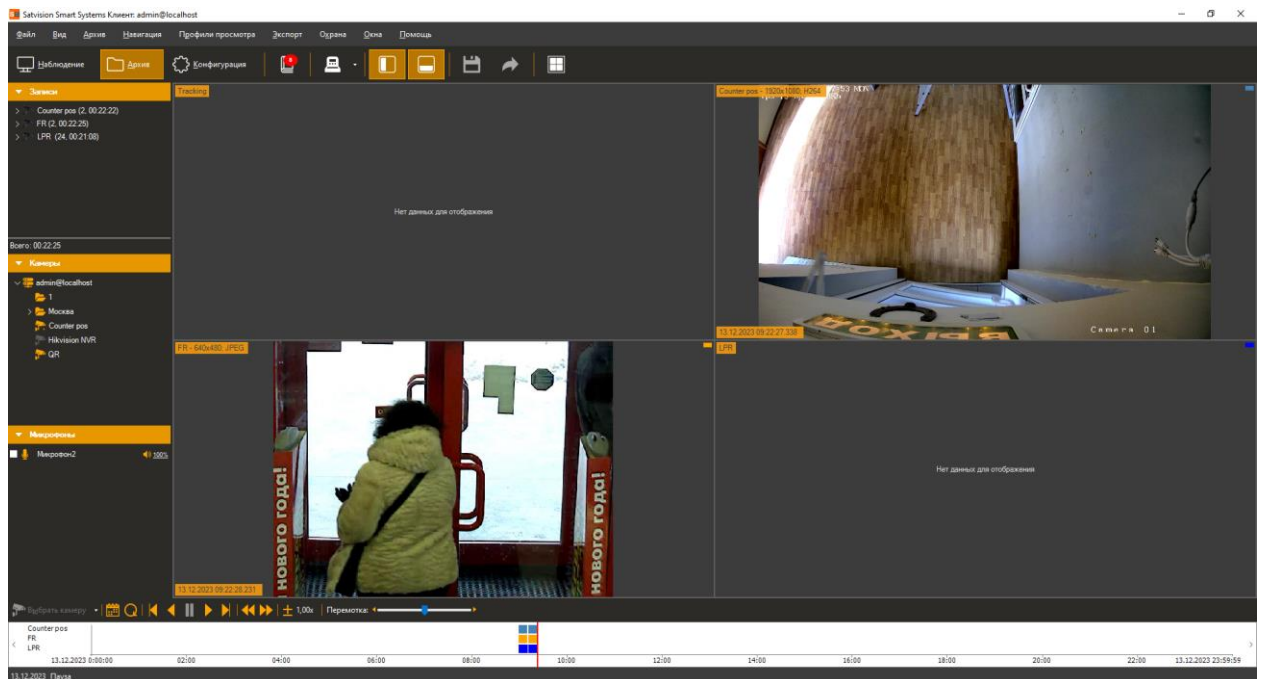 Satvision Smart Systems Клиент: admin@localhost
Файл Вид Архив Навигация Профили просмотра Экспорт Охрана Окна Помощь
Наблюдение Архив Конфигурация
Записи
Counter pos (2, 00:22:22)
FR (2, 00:22:25)
LPR (24, 00:21:08)
Всего: 00:22:25
Камеры
admin@localhost
1
Москва
Counter pos
Hikvision NVR
QR
Микрофоны
Микрофон2 100%
Tracking
Нет данных для отображения
Counter pos - 1920x1080; H264
53 MON
ВЫХОД
Camera 01
13.12.2023 09:22:27.338
FR - 640x480; JPEG
нового года!
нового года!
13.12.2023 09:22:28.231
LPR
Нет данных для отображения
Выбрать камеру 1,00x Перемотка:
Counter pos
FR
LPR
13.12.2023 0:00:00 02:00 04:00 06:00 08:00 10:00 12:00 14:00 16:00 18:00 20:00 22:00 13.12.2023 23:59:59
13.12.2023 Пауза